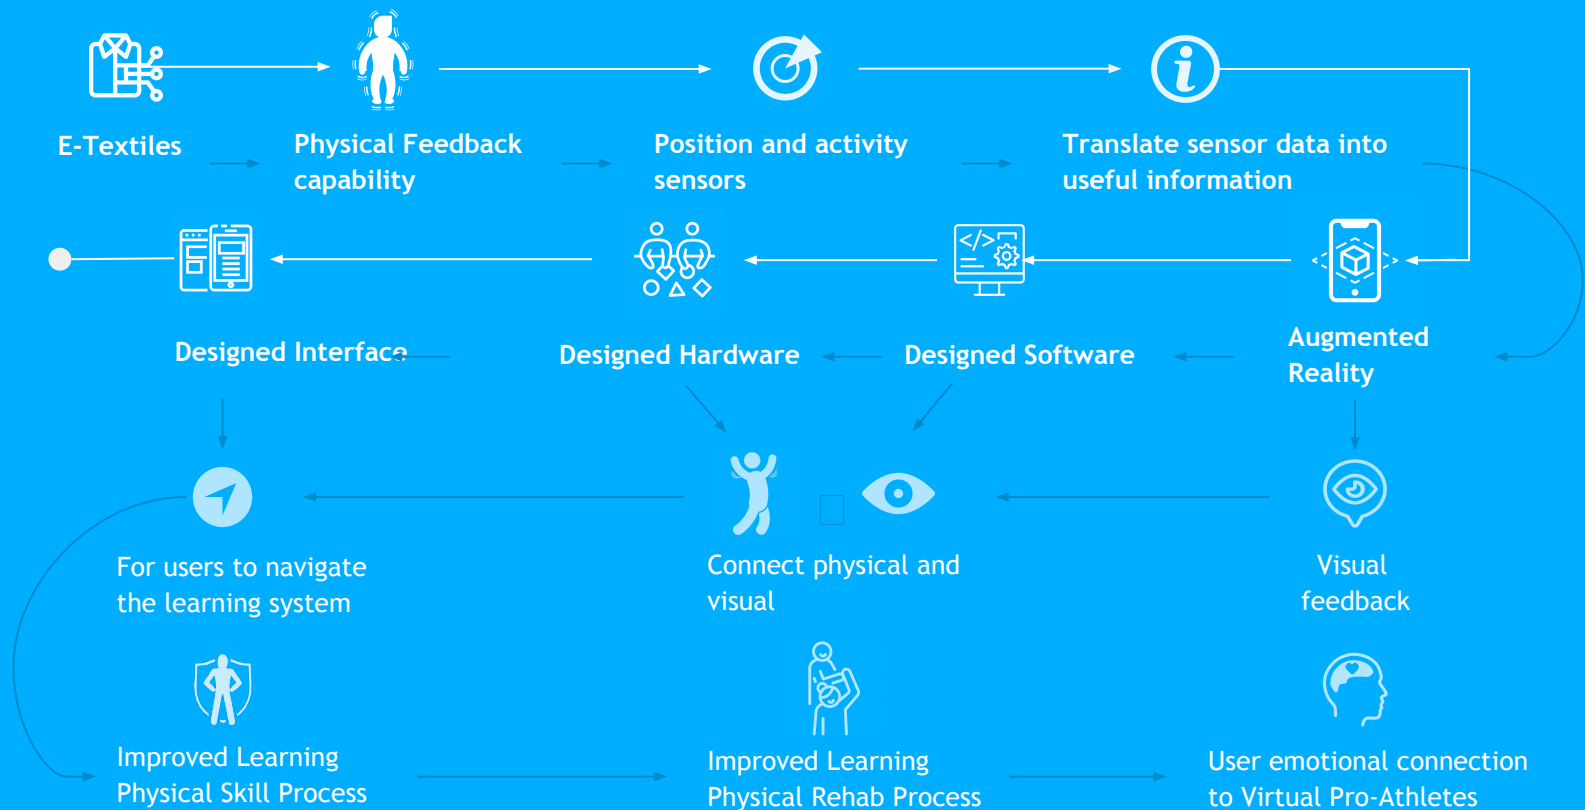 E-Textiles
Physical Feedback
capability
Position and activity
sensors
Translate sensor data into
useful information
</>
Designed Interface
Designed Hardware
Designed Software
Augmented
Reality
For users to navigate
the learning system
Connect physical and
visual
Visual
feedback
Improved Learning
Physical Skill Process
Improved Learning
Physical Rehab Process
User emotional connection
to Virtual Pro-Athletes